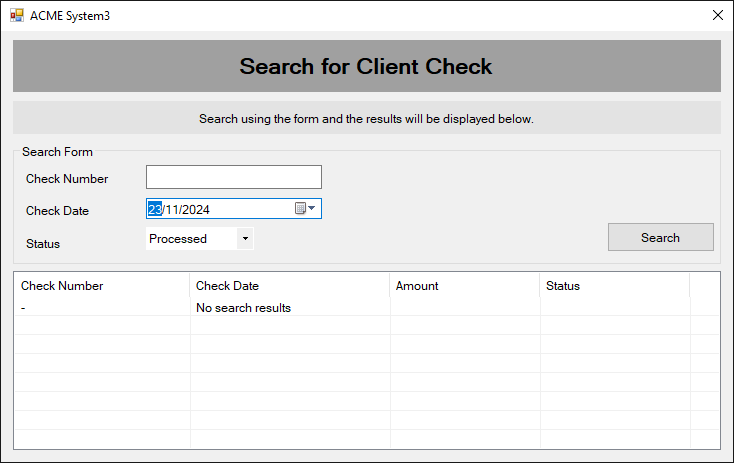 ACME System3
Search for Client Check
Search using the form and the results will be displayed below.
Search Form
Check Number
Check Date 23/11/2024
Status Processed Search
Check Number Check Date Amount Status
- No search results